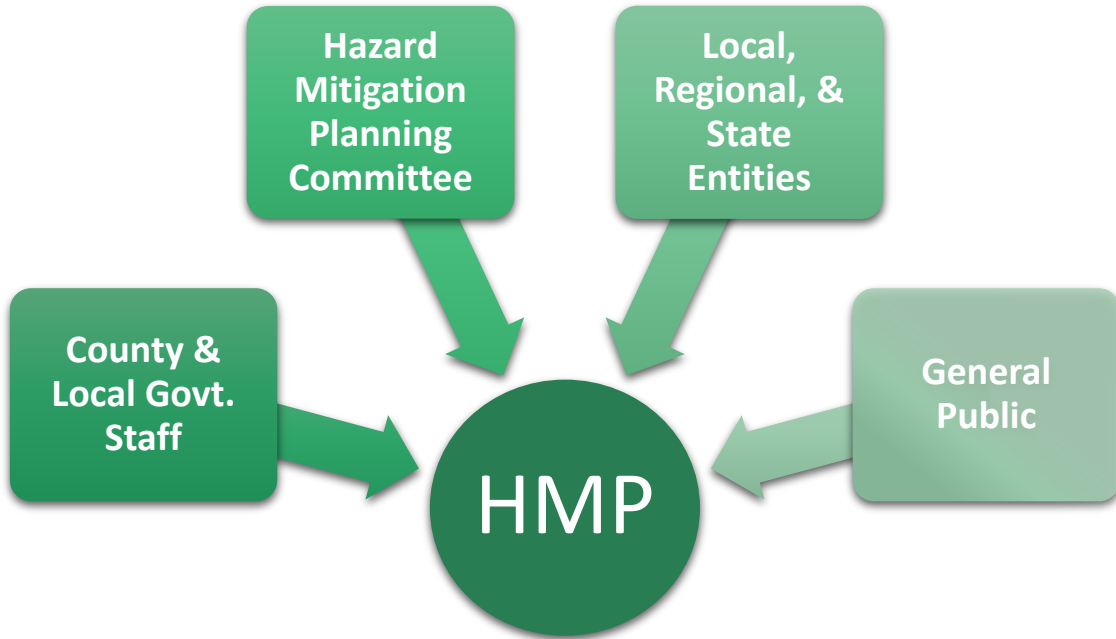 Hazard
Mitigation
Planning
Committee
Local,
Regional, &
State
Entities
County &
Local Govt.
Staff
General
Public
HMP